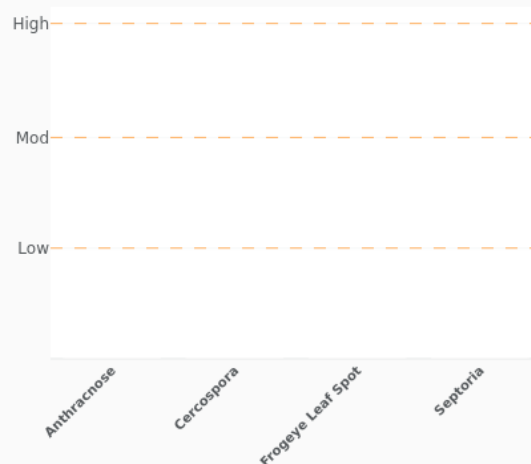 High
Mod
Low
Anthracnose
Cercospora
Frogeye Leaf Spot
Septoria